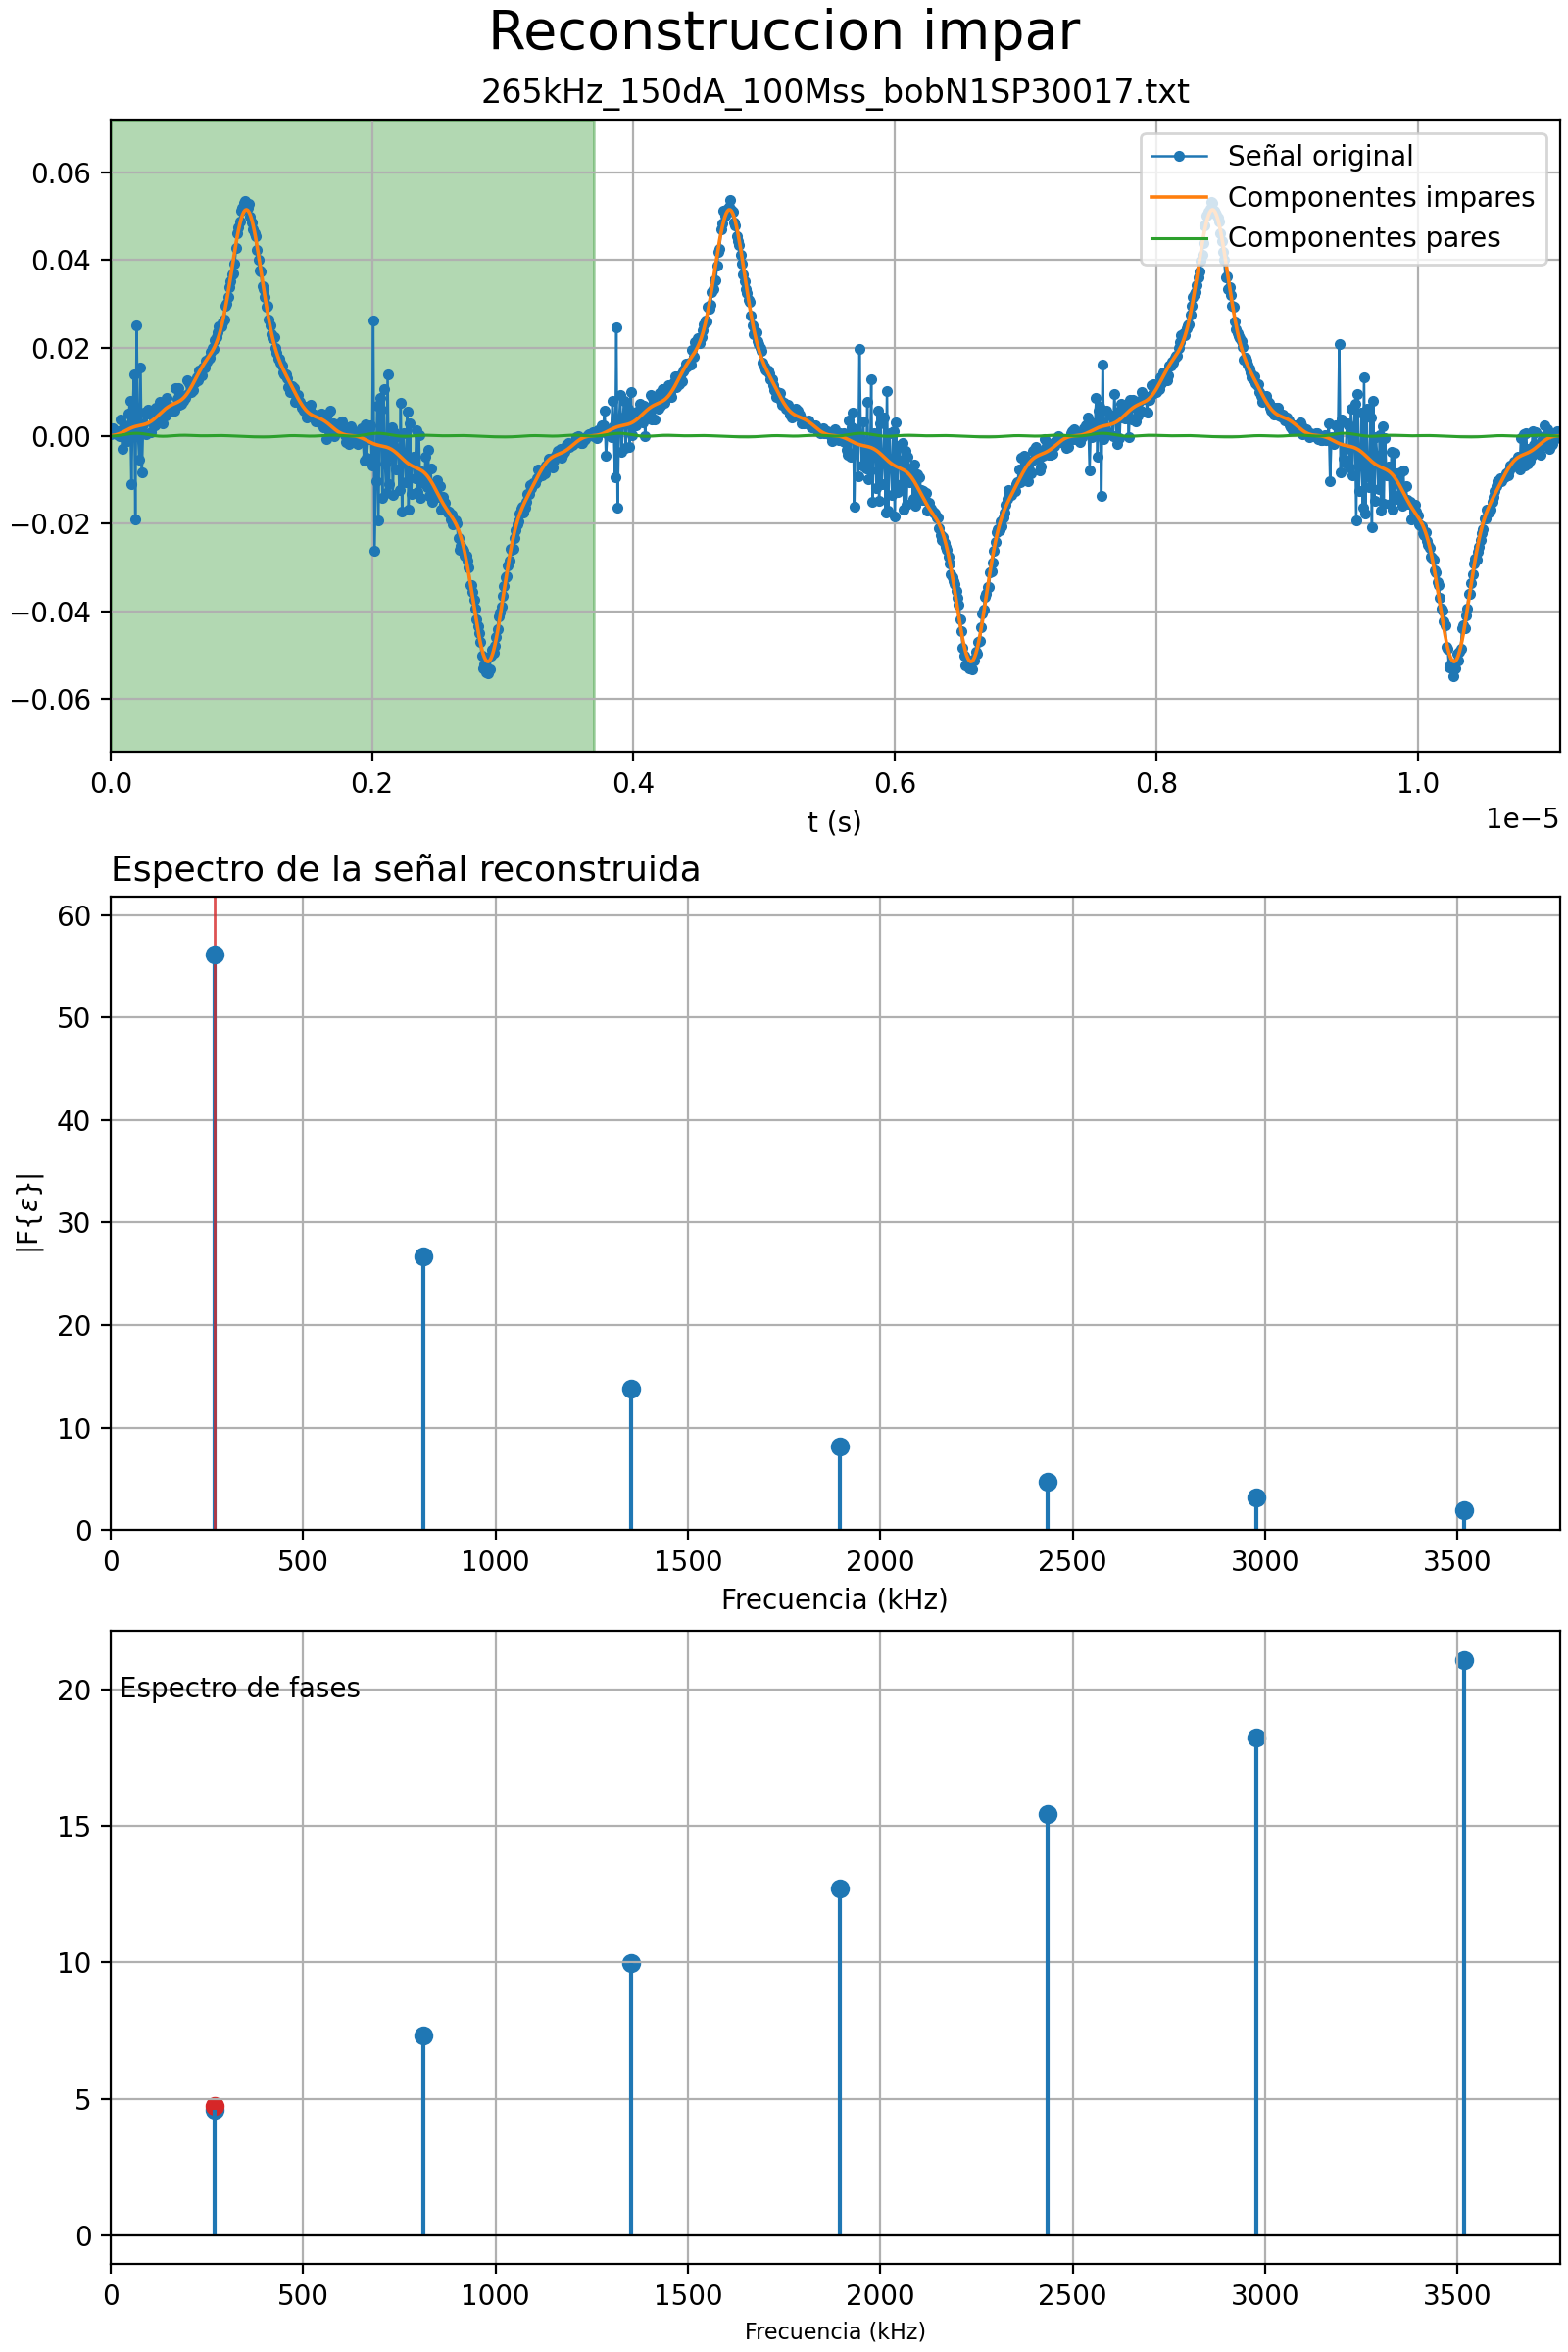 Reconstruccion impar
265kHz_150dA_100Mss_bobN1SP30017.txt
Señal original
Componentes impares
Componentes pares
0.06
0.04
0.02
0.00
−0.02
−0.04
−0.06
0.0 0.2 0.4 0.6 0.8 1.0
t (s)
1e−5
Espectro de la señal reconstruida
60
50
40
30
20
10
0
|F{ε}|
0 500 1000 1500 2000 2500 3000 3500
Frecuencia (kHz)
Espectro de fases
20
15
10
5
0
0 500 1000 1500 2000 2500 3000 3500
Frecuencia (kHz)